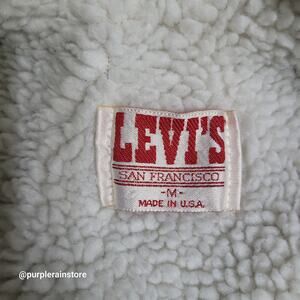 LEVI'S
SAN FRANCISCO
-M-
MADE IN U.S.A.
@purplerainstore